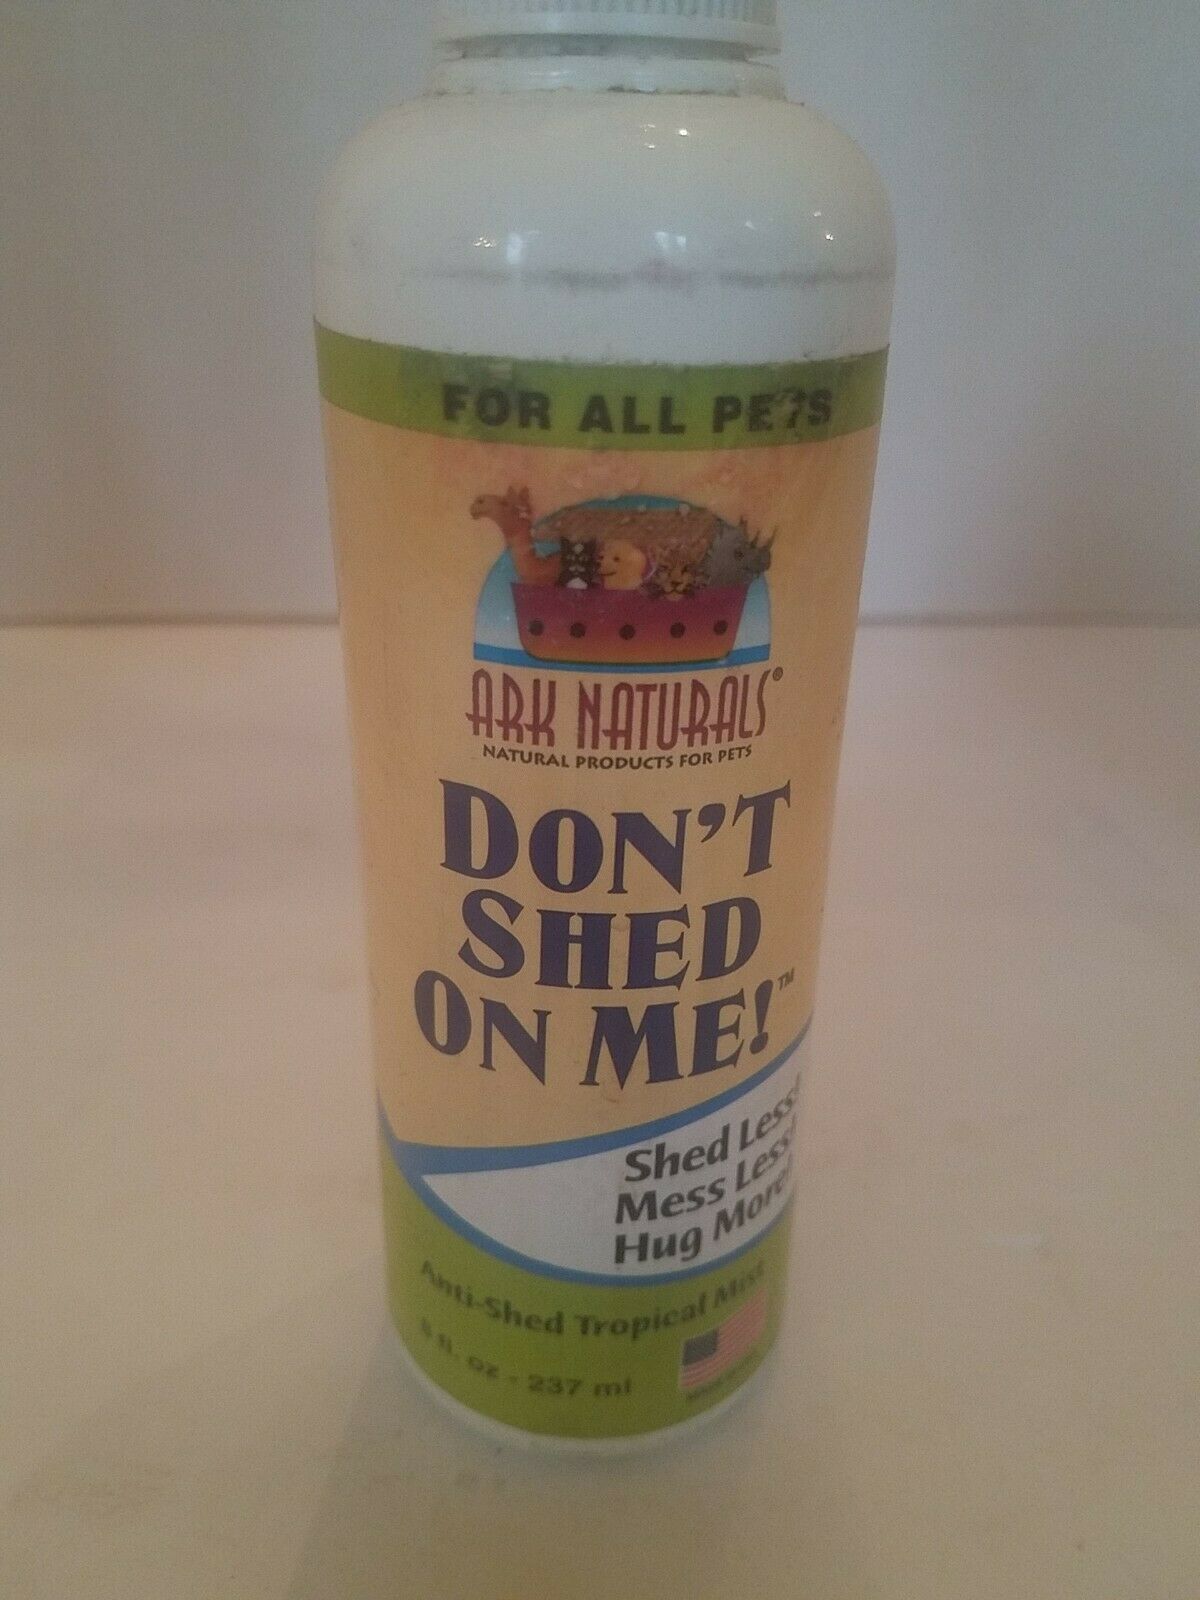 FOR ALL PETS
ARK NATURALS®
NATURAL PRODUCTS FOR PETS
DON'T
SHED
ON ME!™
Shed Less!
Mess Less!
Hug More!
Anti-Shed Tropical Mist
8 fl. oz - 237 ml